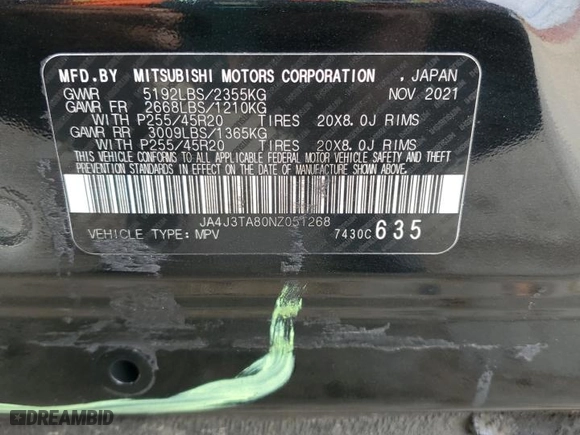 MFD.BY MITSUBISHI MOTORS CORPORATION , JAPAN
GVWR 5192LBS/2355KG NOV 2021
GAWR FR 2668LBS/1210KG
WITH P255/45R20 TIRES 20X8.0J RIMS
GAWR RR 3009LBS/1365KG
WITH P255/45R20 TIRES 20X8.0J RIMS
THIS VEHICLE CONFORMS TO ALL APPLICABLE FEDERAL MOTOR VEHICLE SAFETY AND THEFT
PREVENTION STANDARDS IN EFFECT ON THE DATE OF MANUFACTURE SHOWN ABOVE.
JA4J3TA80NZ051268
VEHICLE TYPE: MPV 7430C 635
DREAMBID